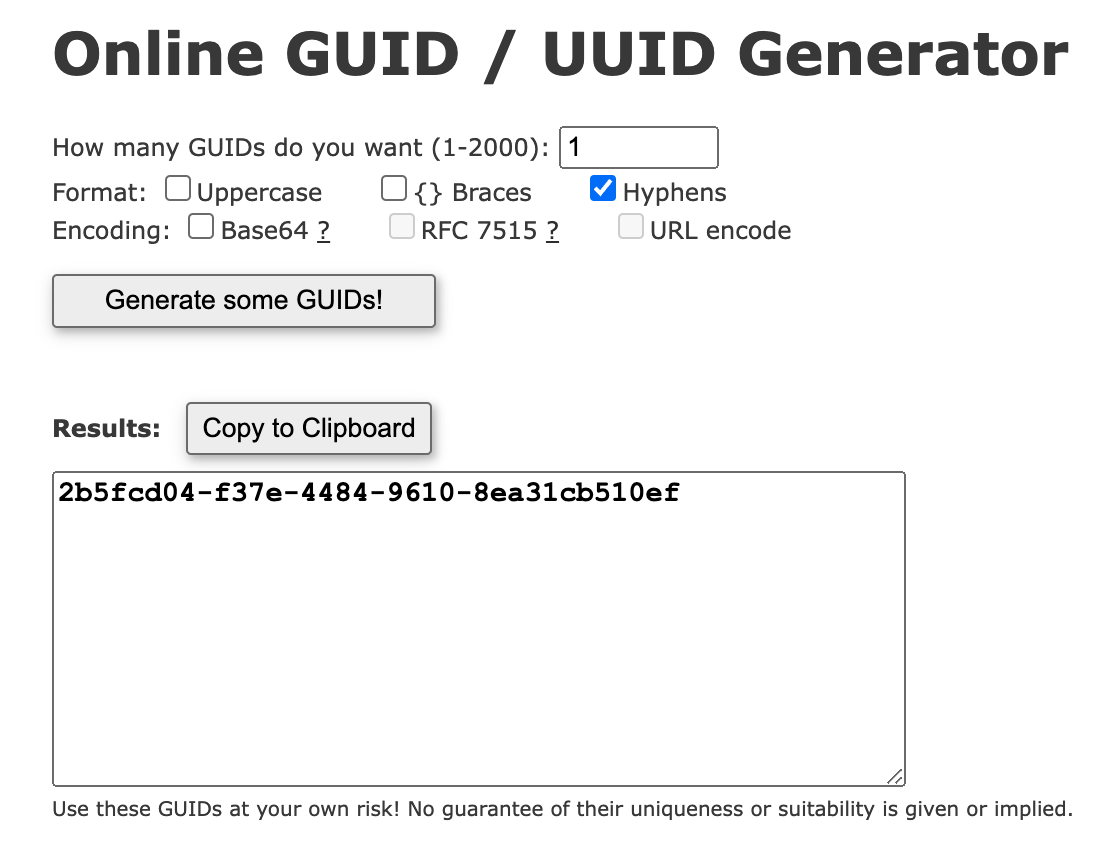 Online GUID / UUID Generator
How many GUIDs do you want (1-2000): 1
Format: Uppercase {} Braces Hyphens
Encoding: Base64 ? RFC 7515 ? URL encode
Generate some GUIDs!
Results: Copy to Clipboard
2b5fcd04-f37e-4484-9610-8ea31cb510ef
Use these GUIDs at your own risk! No guarantee of their uniqueness or suitability is given or implied.